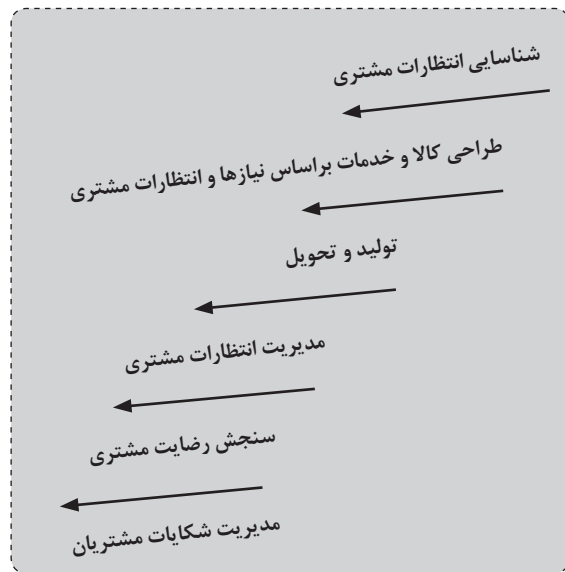 شناسایی انتظارات مشتری
طراحی کالا و خدمات براساس نیازها و انتظارات مشتری
تولید و تحویل
مدیریت انتظارات مشتری
سنجش رضایت مشتری
مدیریت شکایات مشتریان